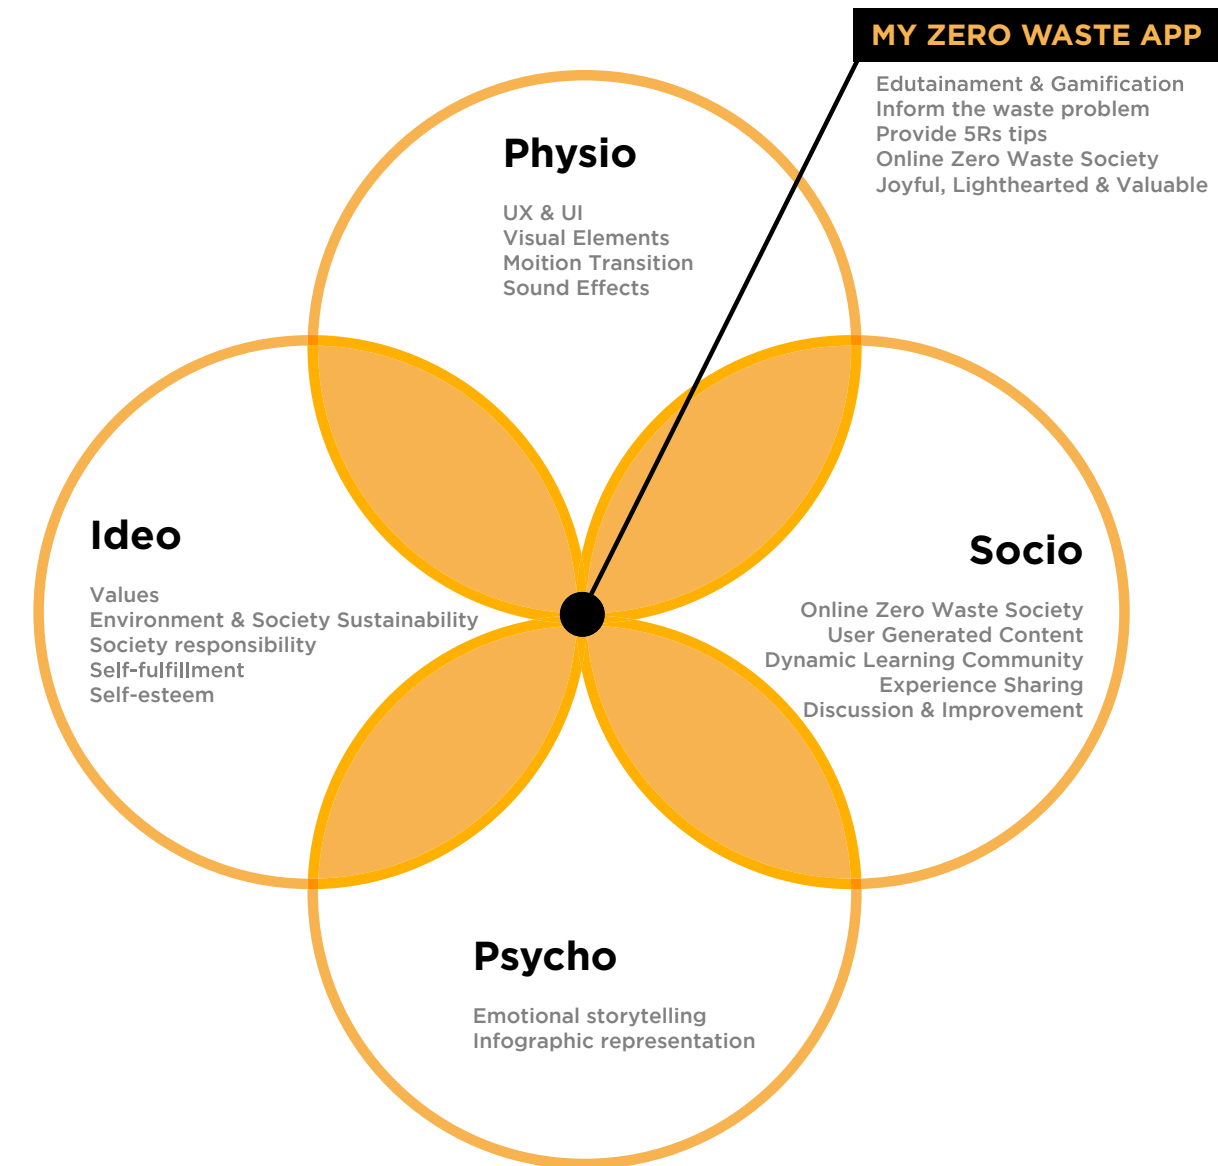 MY ZERO WASTE APP
Edutainament & Gamification
Inform the waste problem
Provide 5Rs tips
Online Zero Waste Society
Joyful, Lighthearted & Valuable
Physio
UX & UI
Visual Elements
Moition Transition
Sound Effects
Ideo
Values
Environment & Society Sustainability
Society responsibility
Self-fulfillment
Self-esteem
Socio
Online Zero Waste Society
User Generated Content
Dynamic Learning Community
Experience Sharing
Discussion & Improvement
Psycho
Emotional storytelling
Infographic representation